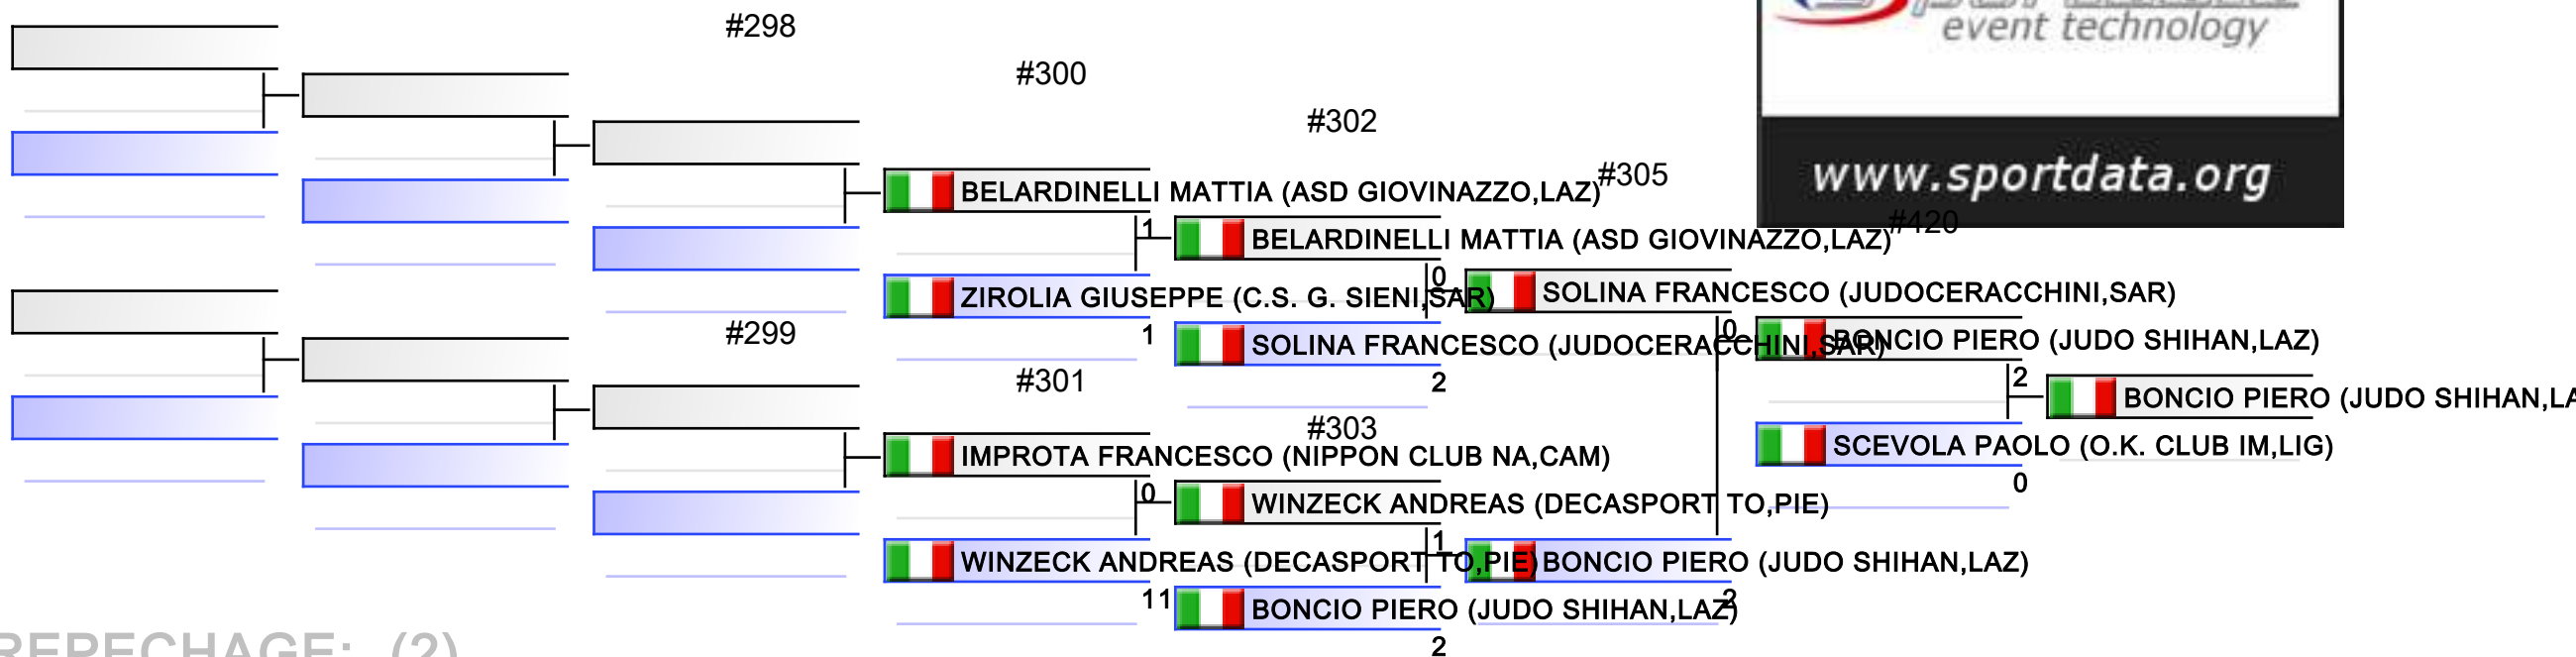 #298
event technology
#300
#302
www.sportdata.org
#305
BELARDINELLI MATTIA (ASD GIOVINAZZO,LAZ)
#420
1
BELARDINELLI MATTIA (ASD GIOVINAZZO,LAZ)
0
ZIROLIA GIUSEPPE (C.S. G. SIENI,SAR)
SOLINA FRANCESCO (JUDOCERACCHINI,SAR)
1
0
#299
SOLINA FRANCESCO (JUDOCERACCHINI,SAR)
BONCIO PIERO (JUDO SHIHAN,LAZ)
2
2
#301
BONCIO PIERO (JUDO SHIHAN,LA
#303
SCEVOLA PAOLO (O.K. CLUB IM,LIG)
IMPROTA FRANCESCO (NIPPON CLUB NA,CAM)
0
0
WINZECK ANDREAS (DECASPORT TO,PIE)
1
WINZECK ANDREAS (DECASPORT TO,PIE)
BONCIO PIERO (JUDO SHIHAN,LAZ)
11
BONCIO PIERO (JUDO SHIHAN,LAZ)
2
2
REPECHAGE: (2)